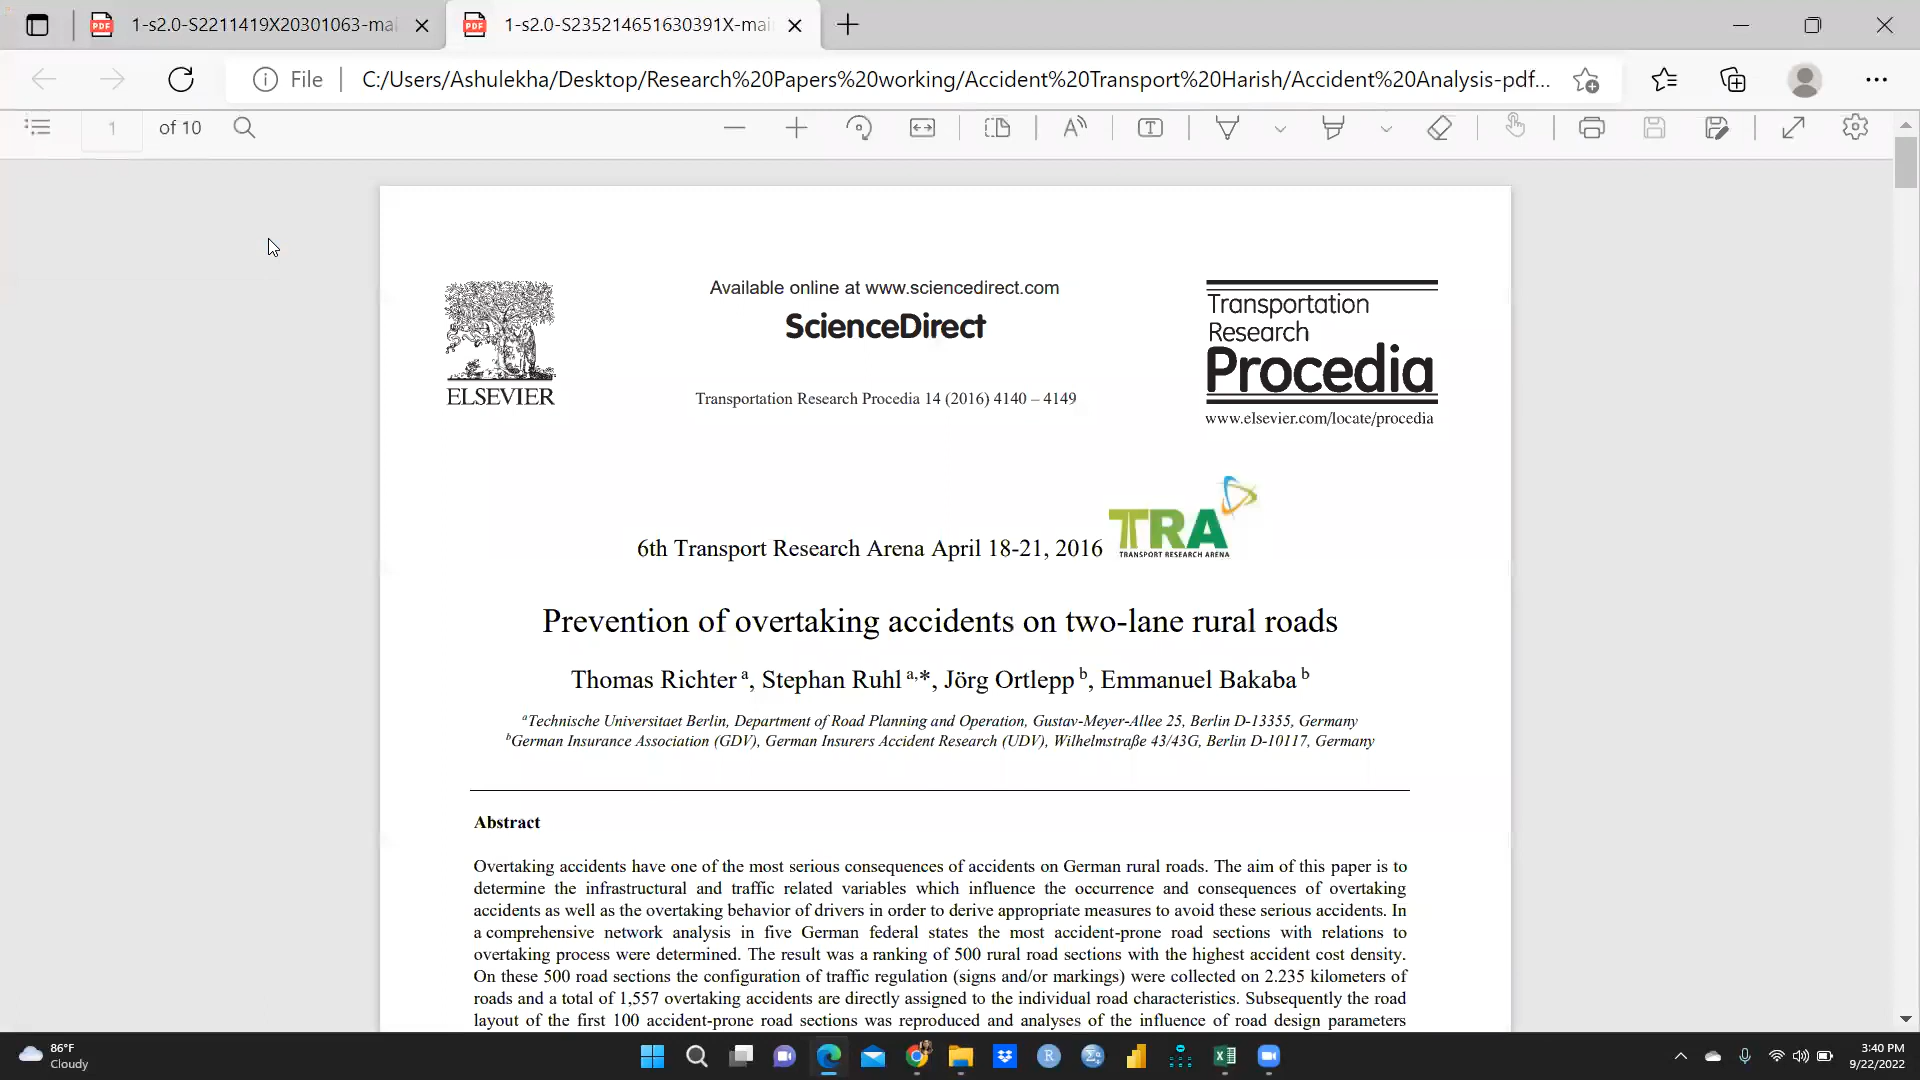 1-s2.0-S2211419X20301063-mai
1-s2.0-S235214651630391X-mai
File
C:/Users/Ashulekha/Desktop/Research%20Papers%20working/Accident%20Transport%20Harish/Accident%20Analysis-pdf...
1 of 10
Available online at www.sciencedirect.com
ScienceDirect
Transportation Research Procedia 14 (2016) 4140 – 4149
ELSEVIER
Transportation
Research
Procedia
www.elsevier.com/locate/procedia
6th Transport Research Arena April 18-21, 2016
TRA
TRANSPORT RESEARCH ARENA
Prevention of overtaking accidents on two-lane rural roads
Thomas Richter a, Stephan Ruhl a,*, Jörg Ortlepp b, Emmanuel Bakaba b
aTechnische Universitaet Berlin, Department of Road Planning and Operation, Gustav-Meyer-Allee 25, Berlin D-13355, Germany
bGerman Insurance Association (GDV), German Insurers Accident Research (UDV), Wilhelmstraße 43/43G, Berlin D-10117, Germany
Abstract
Overtaking accidents have one of the most serious consequences of accidents on German rural roads. The aim of this paper is to
determine the infrastructural and traffic related variables which influence the occurrence and consequences of overtaking
accidents as well as the overtaking behavior of drivers in order to derive appropriate measures to avoid these serious accidents. In
a comprehensive network analysis in five German federal states the most accident-prone road sections with relations to
overtaking process were determined. The result was a ranking of 500 rural road sections with the highest accident cost density.
On these 500 road sections the configuration of traffic regulation (signs and/or markings) were collected on 2.235 kilometers of
roads and a total of 1,557 overtaking accidents are directly assigned to the individual road characteristics. Subsequently the road
layout of the first 100 accident-prone road sections was reproduced and analyses of the influence of road design parameters
86°F
Cloudy
3:40 PM
9/22/2022